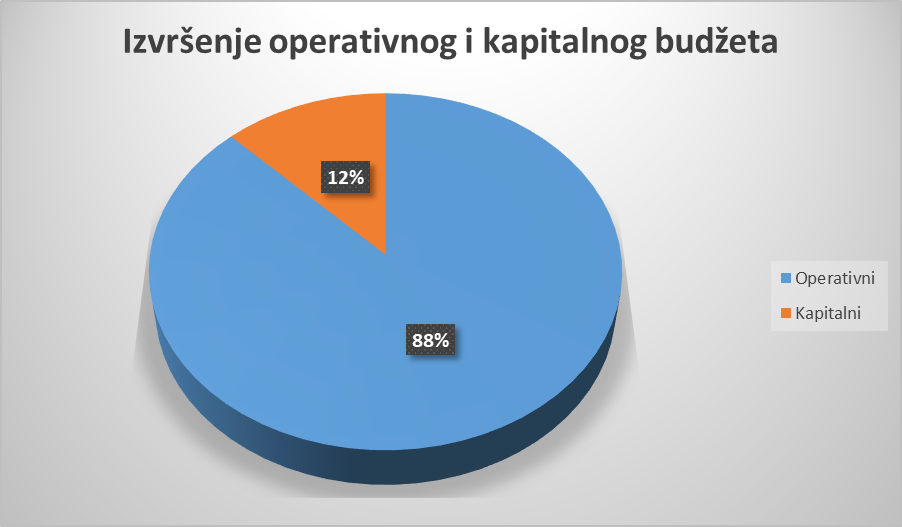 Izvršenje operativnog i kapitalnog budžeta
12%
88%
Operativni
Kapitalni